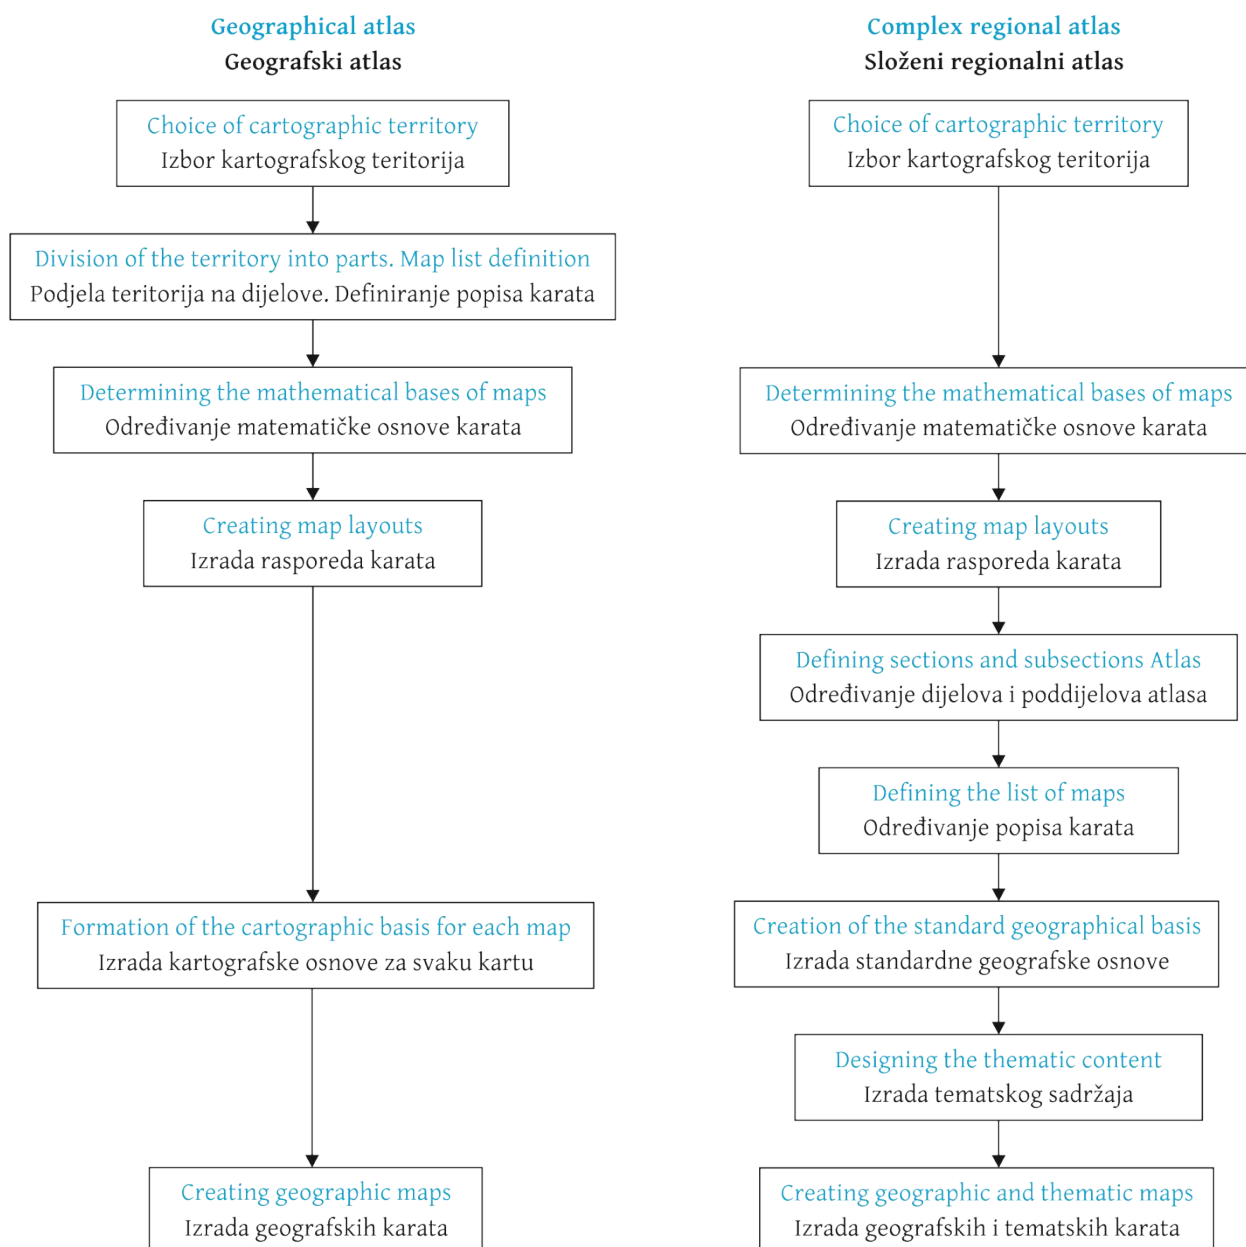 Geographical atlas
Geografski atlas
Choice of cartographic territory
Izbor kartografskog teritorija
Division of the territory into parts. Map list definition
Podjela teritorija na dijelove. Definiranje popisa karata
Determining the mathematical bases of maps
Određivanje matematičke osnove karata
Creating map layouts
Izrada rasporeda karata
Formation of the cartographic basis for each map
Izrada kartografske osnove za svaku kartu
Creating geographic maps
Izrada geografskih karata
Complex regional atlas
Složeni regionalni atlas
Choice of cartographic territory
Izbor kartografskog teritorija
Determining the mathematical bases of maps
Određivanje matematičke osnove karata
Creating map layouts
Izrada rasporeda karata
Defining sections and subsections Atlas
Određivanje dijelova i poddijelova atlasa
Defining the list of maps
Određivanje popisa karata
Creation of the standard geographical basis
Izrada standardne geografske osnove
Designing the thematic content
Izrada tematskog sadržaja
Creating geographic and thematic maps
Izrada geografskih i tematskih karata